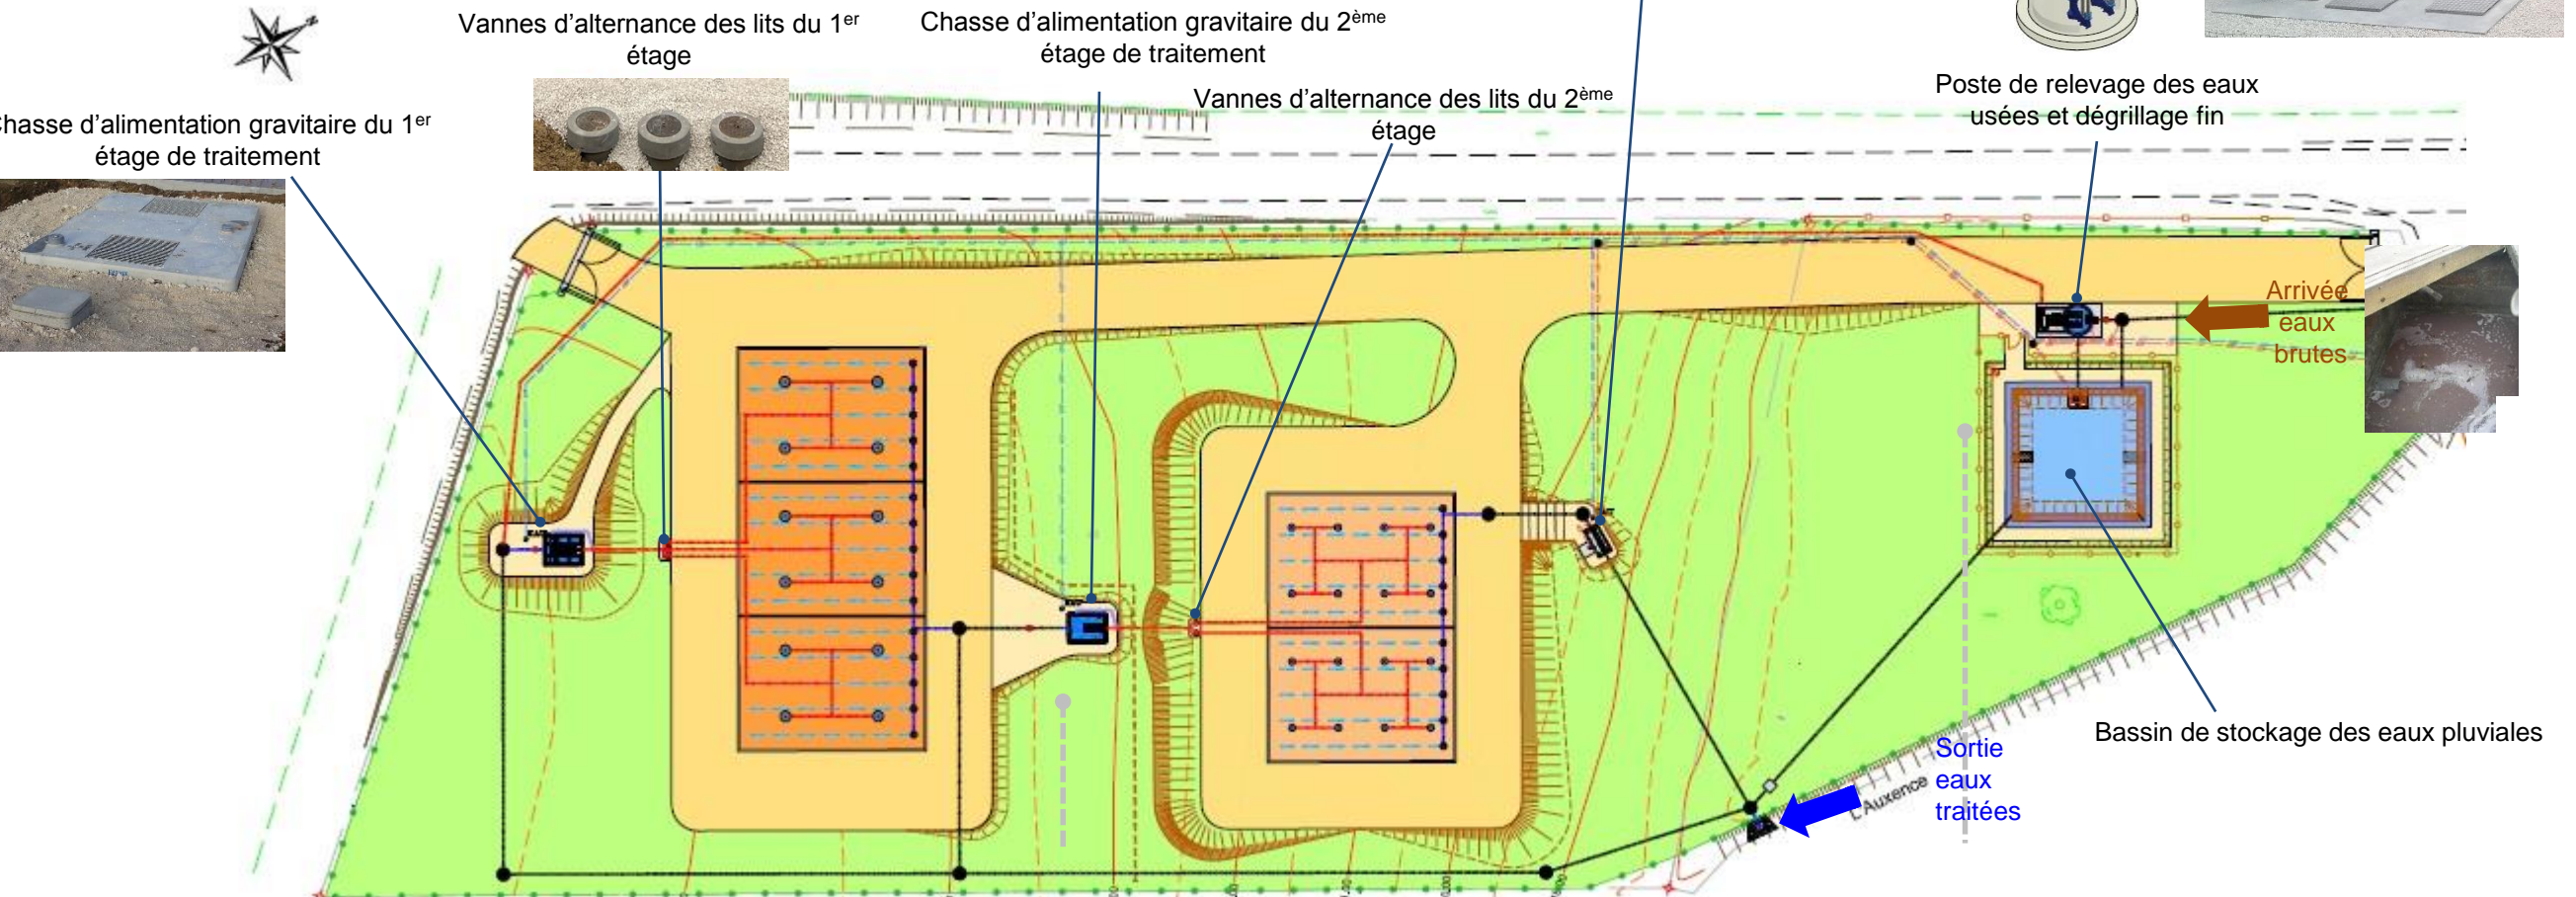 Vannes d’alternance des lits du 1er
étage
Chasse d’alimentation gravitaire du 2ème
étage de traitement
Vannes d’alternance des lits du 2ème
étage
Poste de relevage des eaux
usées et dégrillage fin
Chasse d’alimentation gravitaire du 1er
étage de traitement
Arrivée
eaux
brutes
Bassin de stockage des eaux pluviales
Sortie
eaux
traitées
L'Auxence